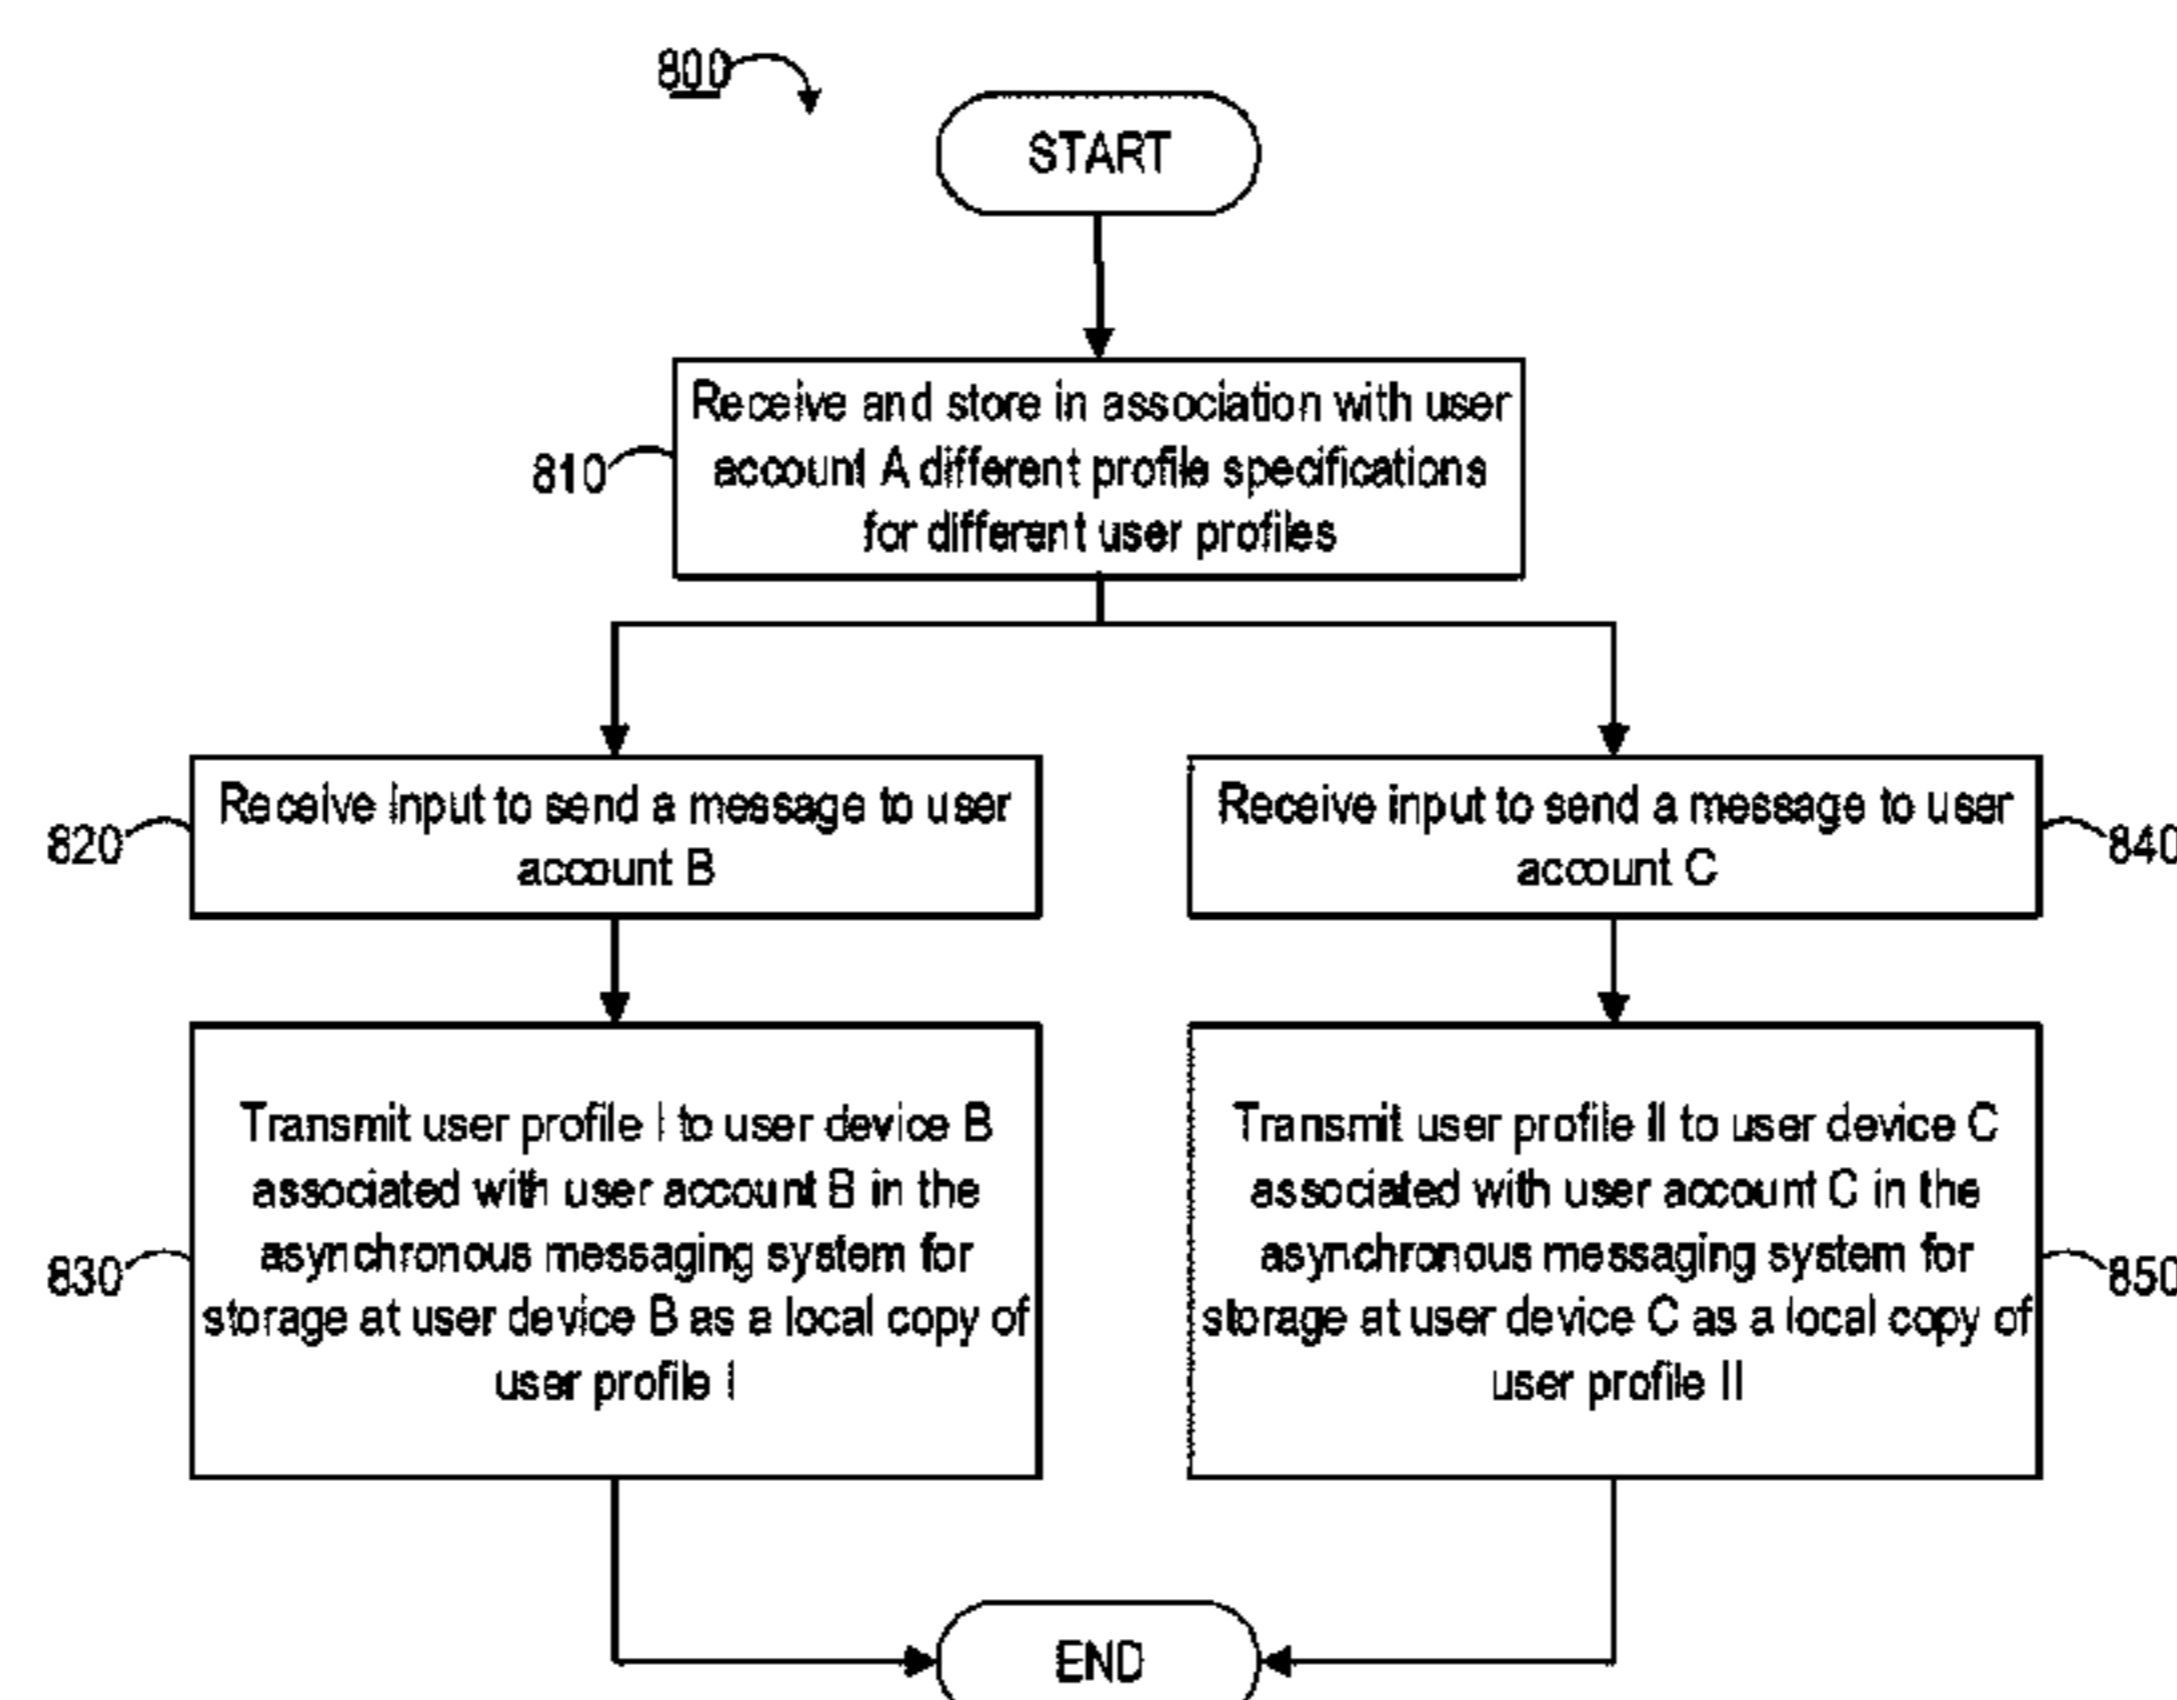 800
START
Receive and store in association with user
account A different profile specifications
for different user profiles
810
Receive input to send a message to user
account B
820
Receive input to send a message to user
account C
840
Transmit user profile I to user device B
associated with user account B in the
asynchronous messaging system for
storage at user device B as a local copy of
user profile I
830
Transmit user profile II to user device C
associated with user account C in the
asynchronous messaging system for
storage at user device C as a local copy of
user profile II
850
END